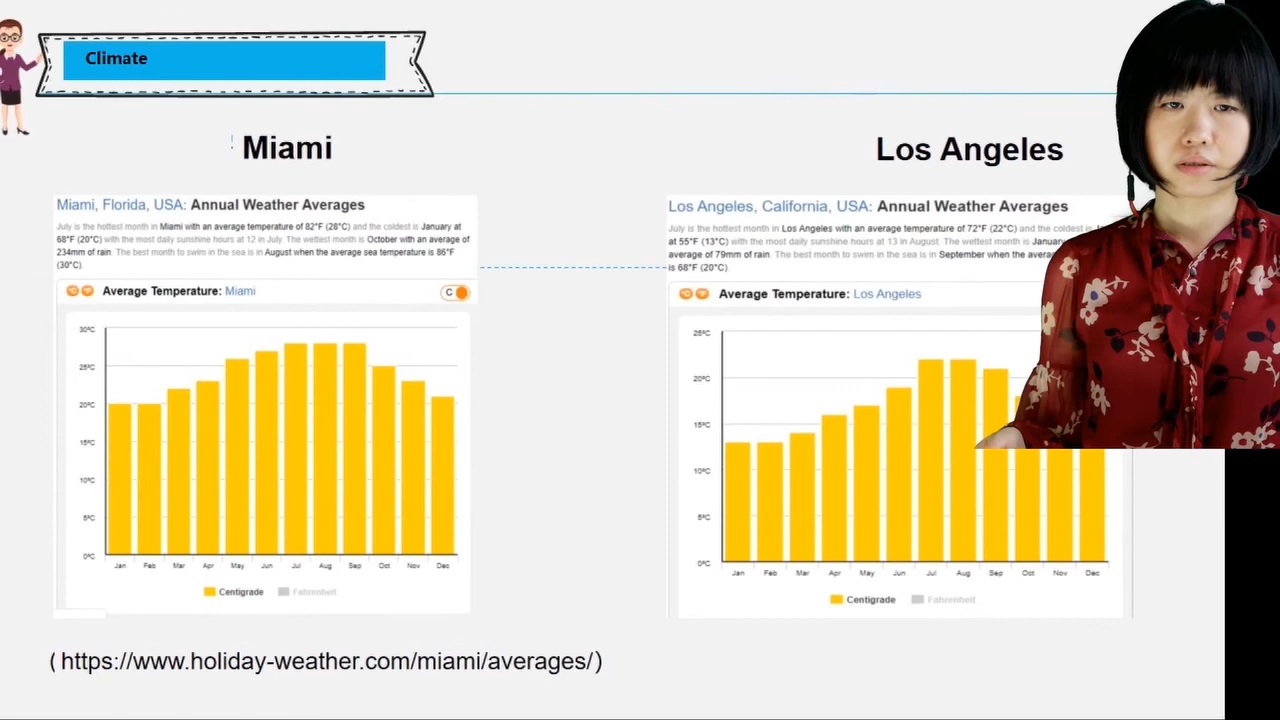 Climate
Miami
Los Angeles
Miami, Florida, USA: Annual Weather Averages
July is the hottest month in Miami with an average temperature of 82°F (28°C) and the coldest is January at
68°F (20°C) with the most daily sunshine hours at 12 in July. The wettest month is October with an average of
234mm of rain. The best month to swim in the sea is in August when the average sea temperature is 86°F
(30°C)
Average Temperature: Miami
C
30°C
25°C
20°C
15°C
10°C
5°C
0°C
Jan Feb Mar Apr May Jun Jul Aug Sep Oct Nov Dec
Centigrade Fahrenheit
Los Angeles, California, USA: Annual Weather Averages
July is the hottest month in Los Angeles with an average temperature of 72°F (22°C) and the coldest is
at 55°F (13°C) with the most daily sunshine hours at 13 in August. The wettest month is
average of 79mm of rain. The best month to swim in the sea is in September when the
is 68°F (20°C)
Average Temperature: Los Angeles
25°C
20°C
15°C
10°C
5°C
0°C
Jan Feb Mar Apr May Jun Jul Aug Sep Oct Nov Dec
Centigrade Fahrenheit
(https://www.holiday-weather.com/miami/averages/)